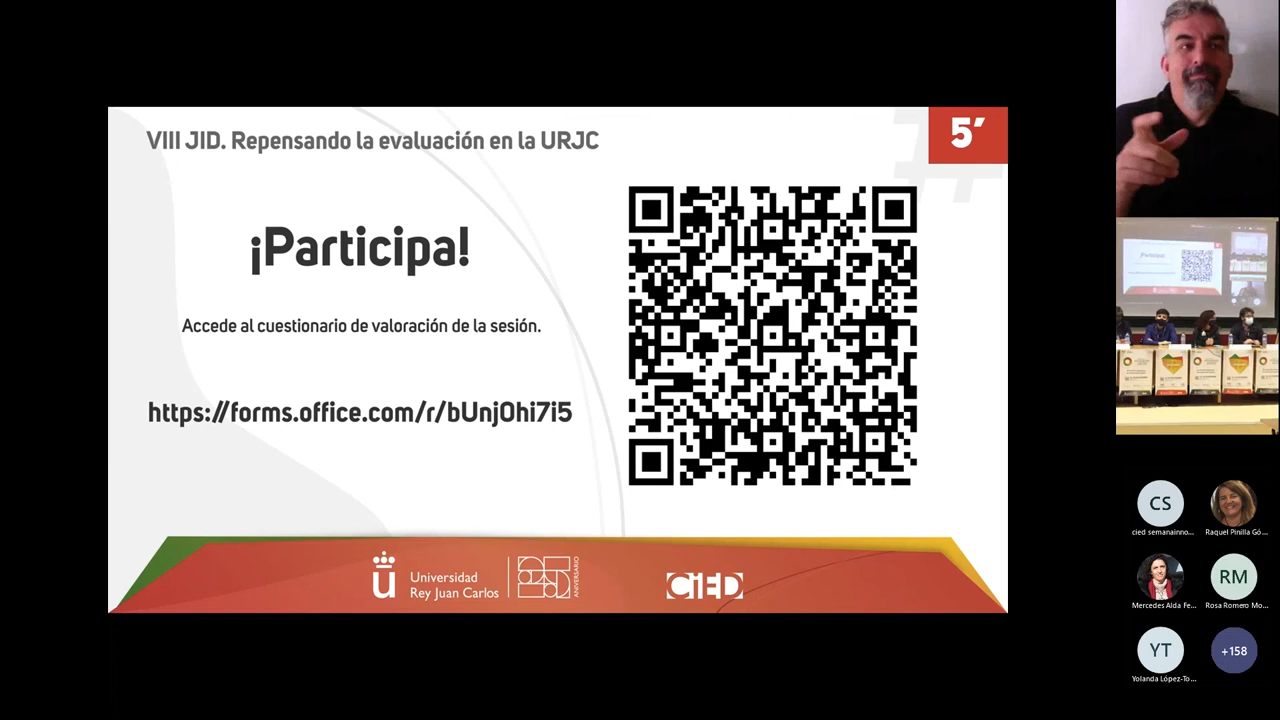 VIII JID. Repensando la evaluación en la URJC
5’
¡Participa!
Accede al cuestionario de valoración de la sesión.
https://forms.office.com/r/bUnjOhi7i5
Universidad
Rey Juan Carlos
ANIVERSARIO
CiED
CS
cied semanainno...
Raquel Pinilla Gó...
RM
Mercedes Alda Fe...
Rosa Romero Mo...
YT
+158
Yolanda López-To...